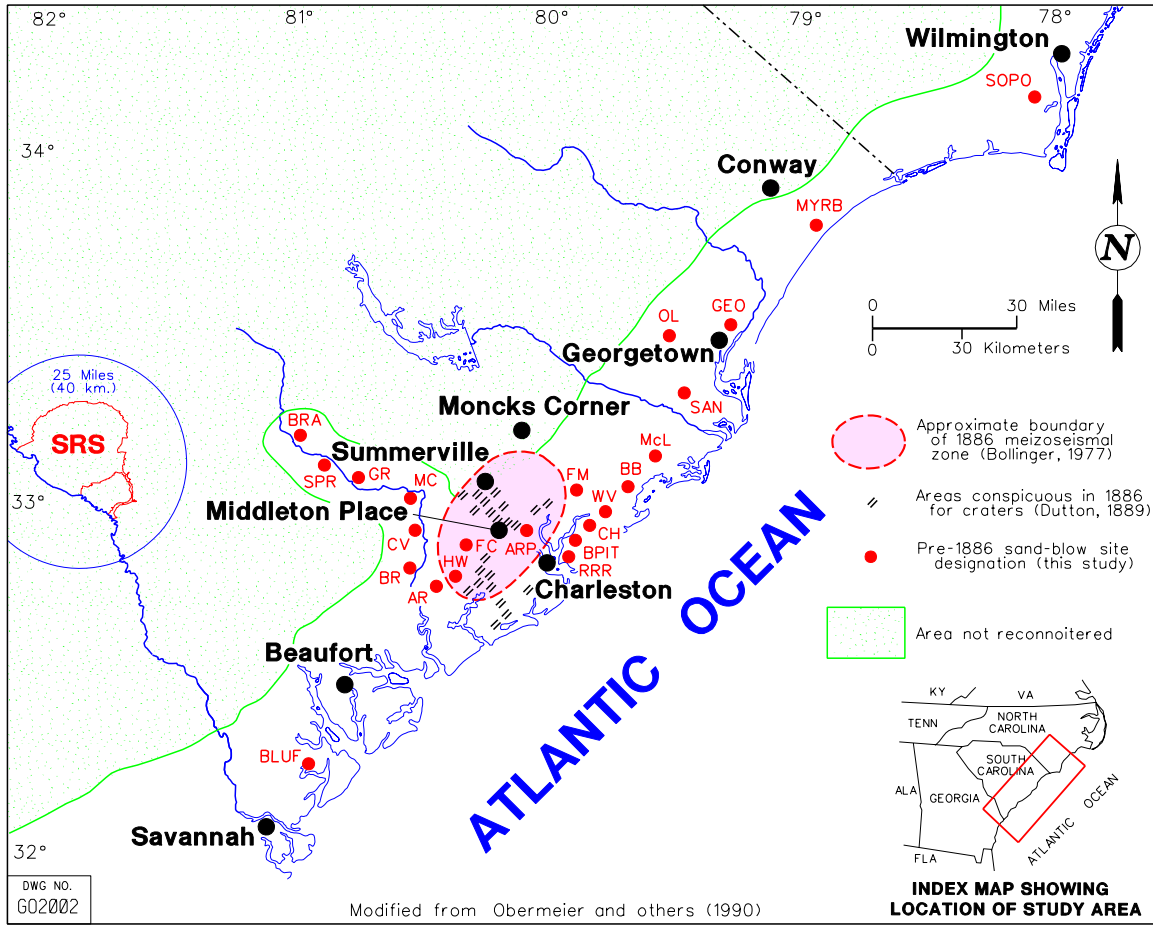 82°
81°
80°
79°
78°
Wilmington
SOPO
34°
Conway
MYRB
N
0 30 Miles
0 30 Kilometers
OL
GEO
Georgetown
SAN
25 Miles
(40 km.)
SRS
Moncks Corner
BRA
Summerville
McL
SPR
GR
MC
FM
BB
WV
33°
Middleton Place
CV
FC
ARP
CH
BPIT
HW
RRR
BR
AR
Charleston
Approximate boundary
of 1886 meizoseismal
zone (Bollinger, 1977)
Areas conspicuous in 1886
for craters (Dutton, 1889)
Pre-1886 sand-blow site
designation (this study)
Area not reconnoitered
ATLANTIC OCEAN
Beaufort
BLUF
Savannah
32°
KY
VA
TENN
NORTH
CAROLINA
SOUTH
CAROLINA
ALA
GEORGIA
FLA
ATLANTIC OCEAN
INDEX MAP SHOWING
LOCATION OF STUDY AREA
DWG NO.
G02002
Modified from Obermeier and others (1990)